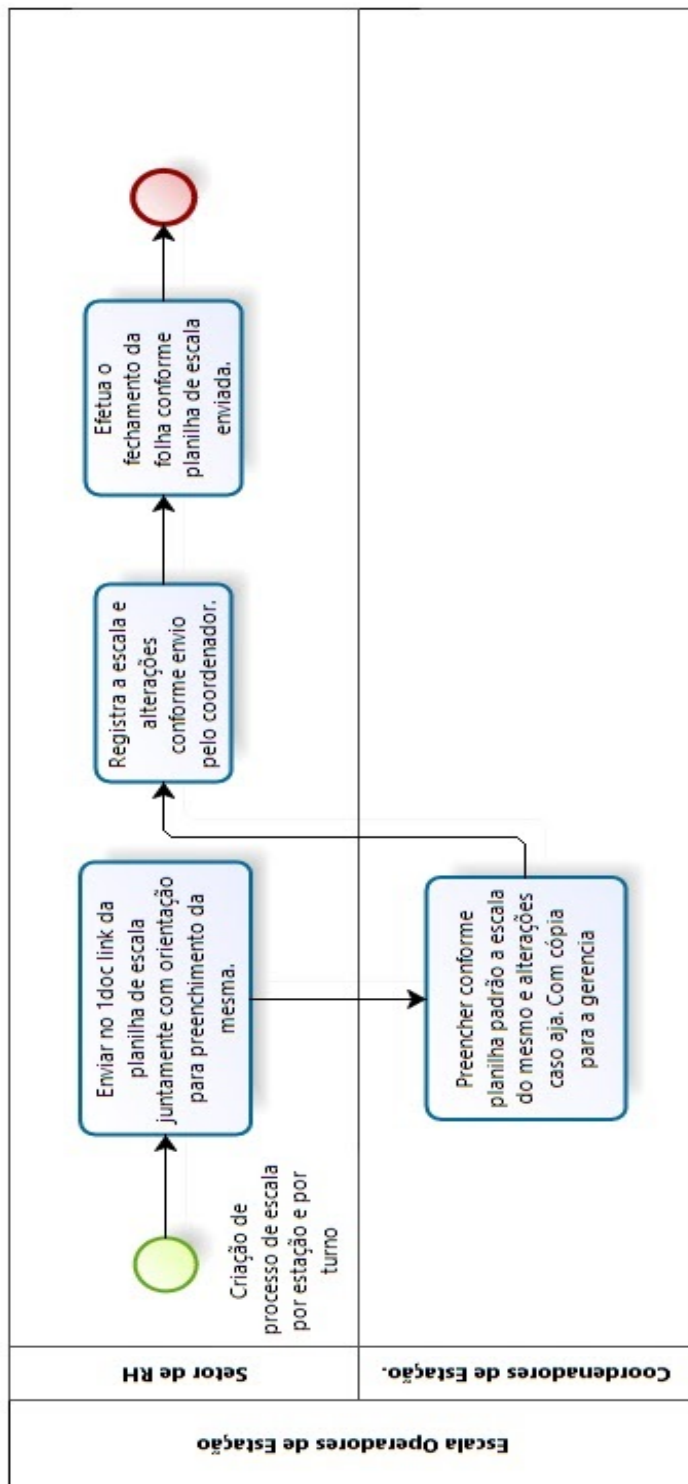 Escala Operadores de Estação
Setor de RH
Criação de
processo de escala
por estação e por
turno
Enviar no 1doc link da
planilha de escala
juntamente com orientação
para preenchimento da
mesma.
Registra a escala e
alterações
conforme envio
pelo coordenador.
Efetua o
fechamento da
folha conforme
planilha de escala
enviada.
Coordenadores de Estação.
Preencher conforme
planilha padrão a escala
do mesmo e alterações
caso aja. Com cópia
para a gerencia